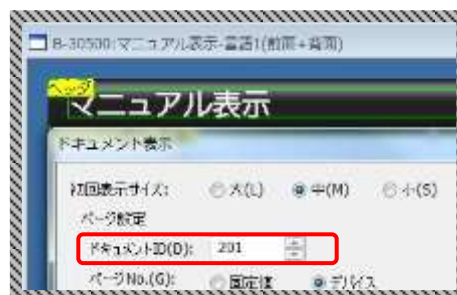 B-30500:マニュアル表示-言語1(前面+背面)
ヘッダ
マニュアル表示
ドキュメント表示
初回表示サイズ: 大(L) 中(M) 小(S)
ページ設定
ドキュメントID(D): 201
ページNo.(G): 固定値 デバイス